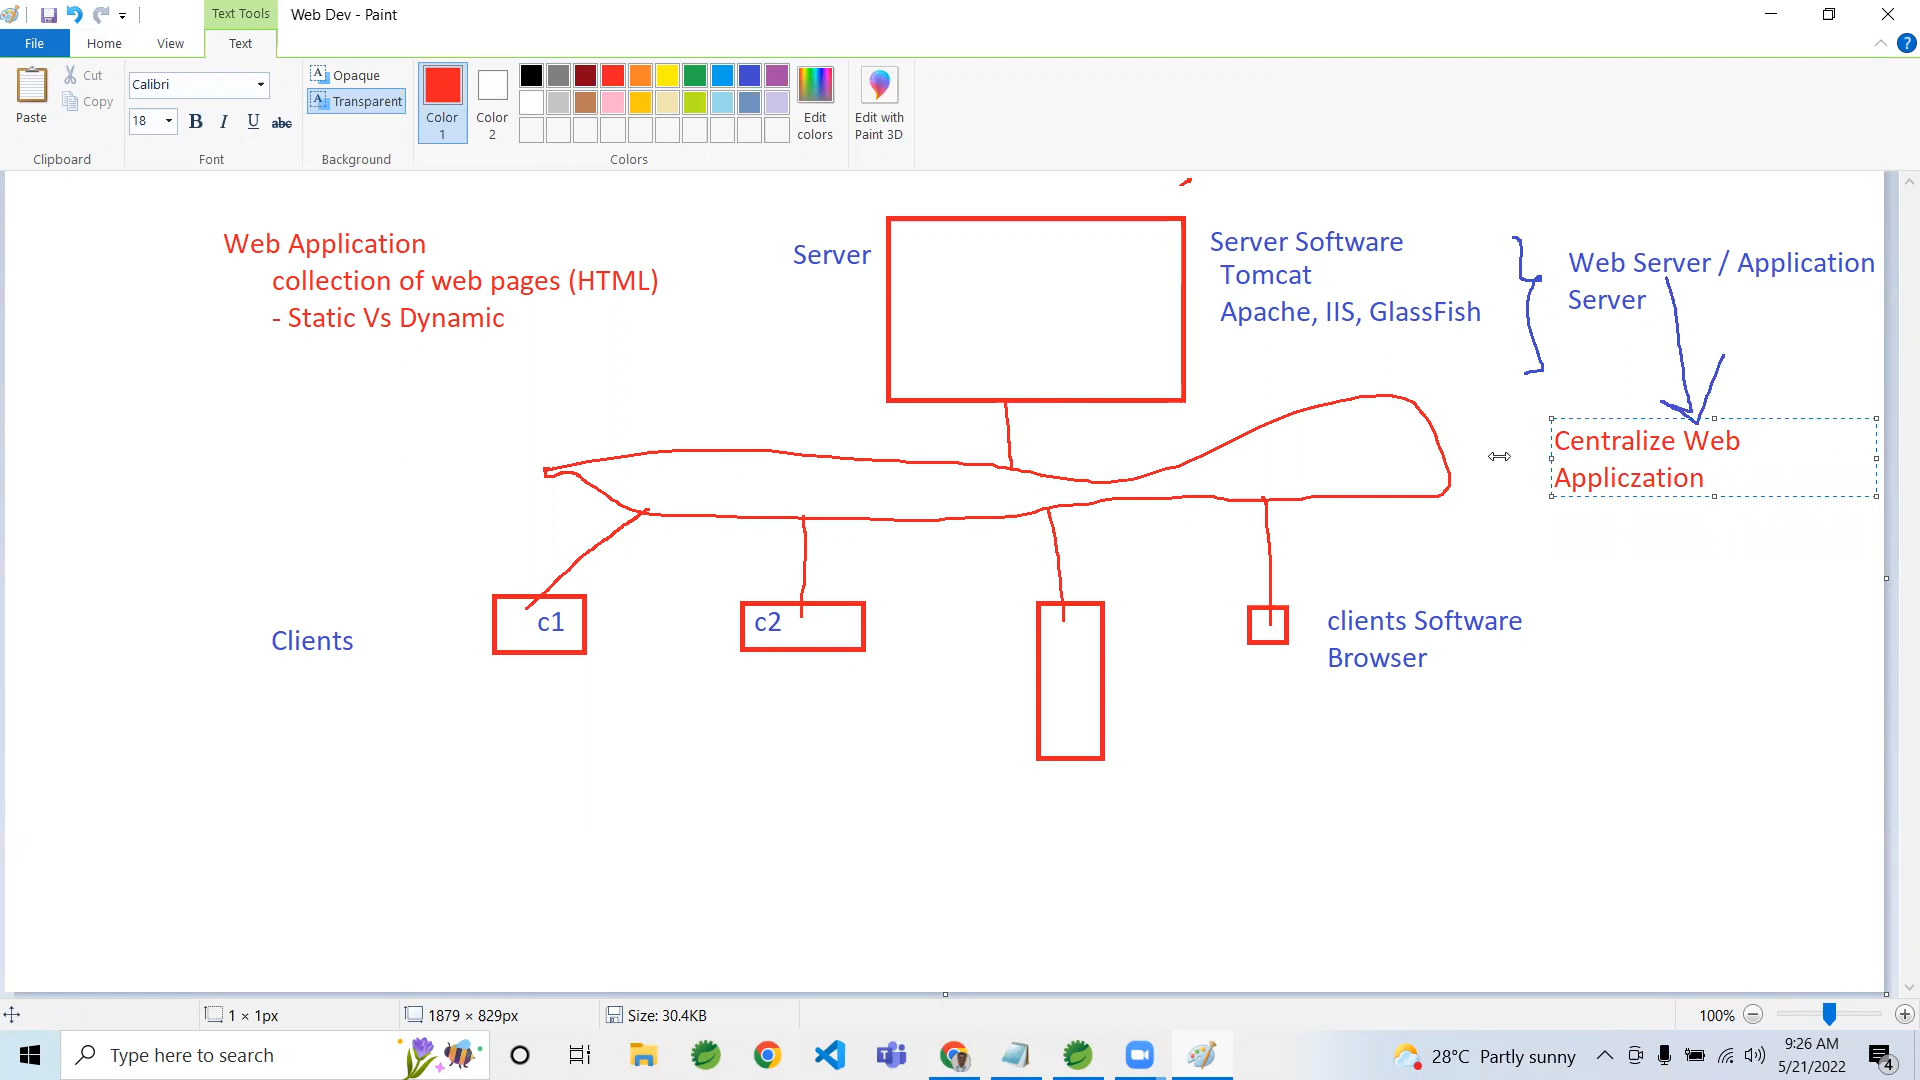 Text Tools
Web Dev - Paint
File
Home
View
Text
?
Paste
Cut
Copy
Clipboard
Calibri
18
B I U abc
Font
Opaque
Transparent
Background
Color
1
Color
2
Edit
colors
Colors
Edit with
Paint 3D
Web Application
collection of web pages (HTML)
- Static Vs Dynamic
Server
Server Software
Tomcat
Apache, IIS, GlassFish
Web Server / Application
Server
Centralize Web
Appliczation
Clients
c1
c2
clients Software
Browser
1 × 1px
1879 × 829px
Size: 30.4KB
100%
Type here to search
28°C Partly sunny
9:26 AM
5/21/2022
4